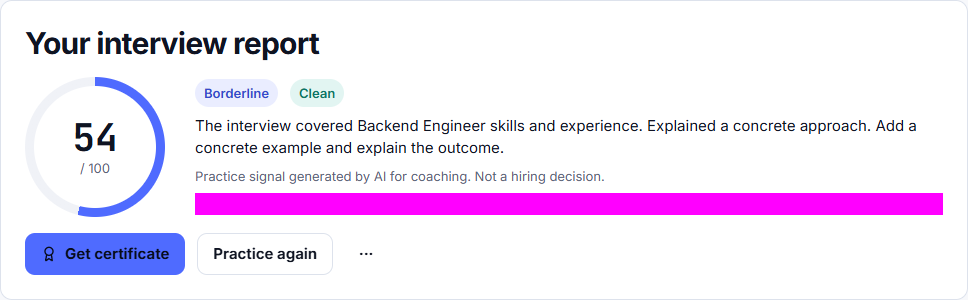 Your interview report
54
/ 100
Borderline
Clean
The interview covered Backend Engineer skills and experience. Explained a concrete approach. Add a
concrete example and explain the outcome.
Practice signal generated by AI for coaching. Not a hiring decision.
Get certificate
Practice again
...